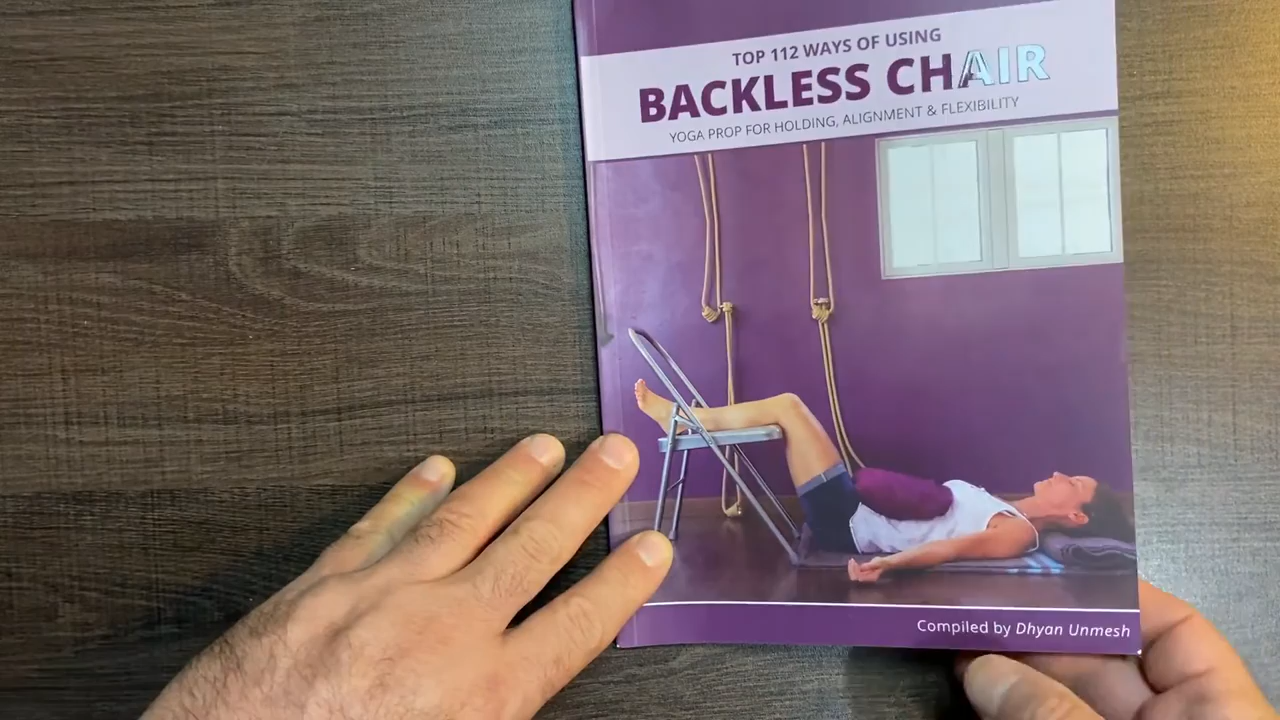 TOP 112 WAYS OF USING
BACKLESS CHAIR
YOGA PROP FOR HOLDING, ALIGNMENT & FLEXIBILITY
Compiled by Dhyan Unmesh